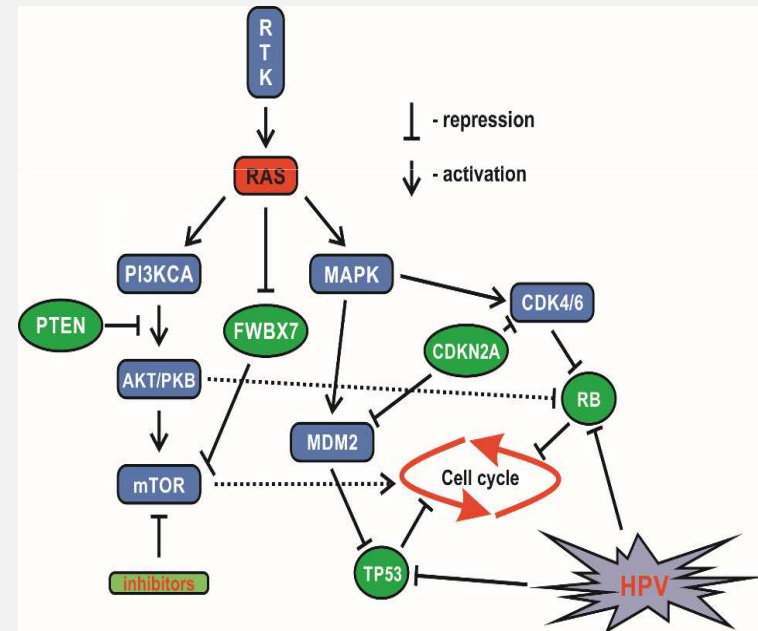 R
T
K
- repression
RAS
- activation
PI3KCA
MAPK
CDK4/6
PTEN
FWBX7
CDKN2A
AKT/PKB
RB
MDM2
mTOR
Cell cycle
TP53
inhibitors
HPV